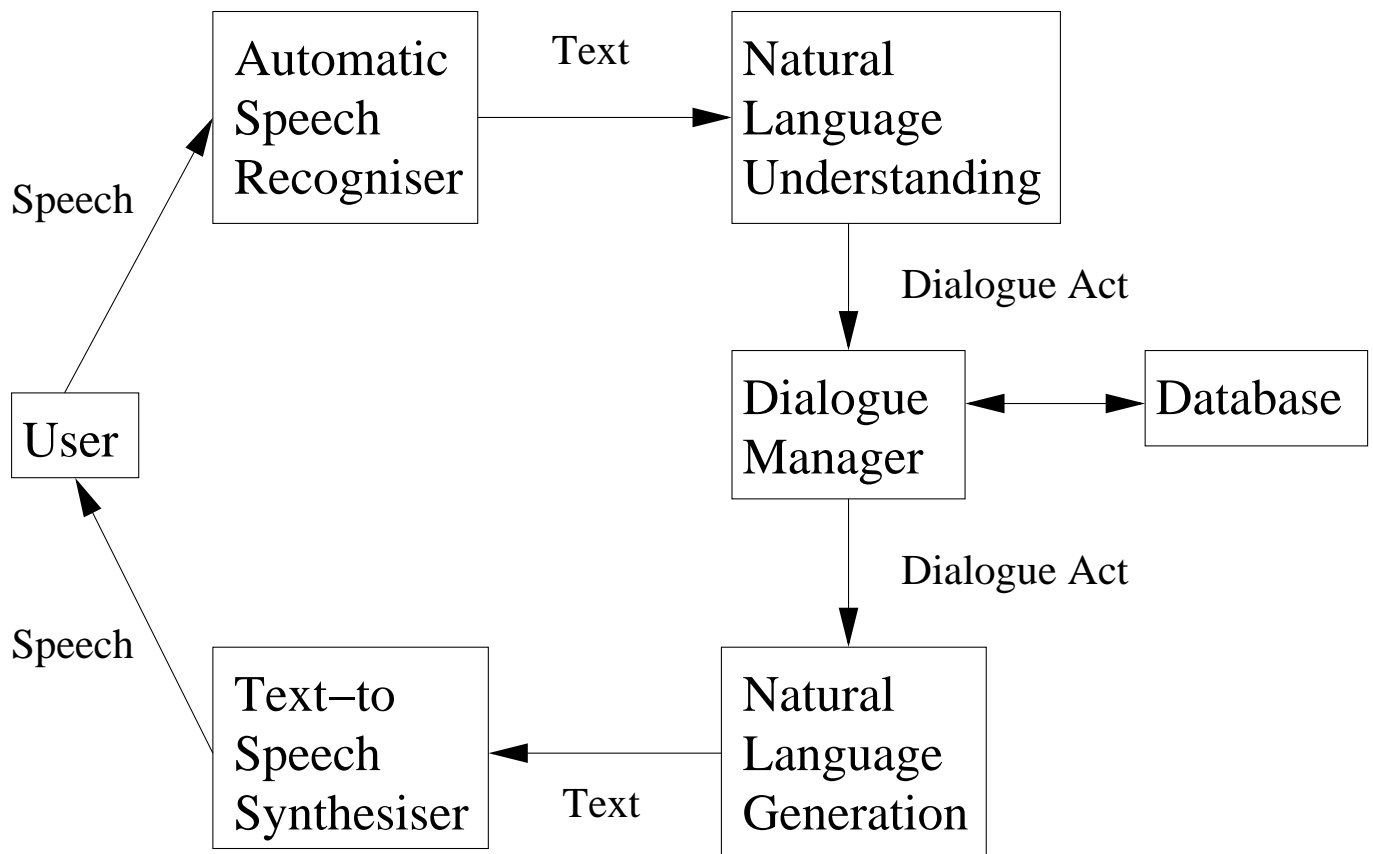 Automatic
Speech
Recogniser
Text
Natural
Language
Understanding
Speech
Dialogue Act
User
Dialogue
Manager
Database
Dialogue Act
Speech
Text−to
Speech
Synthesiser
Text
Natural
Language
Generation